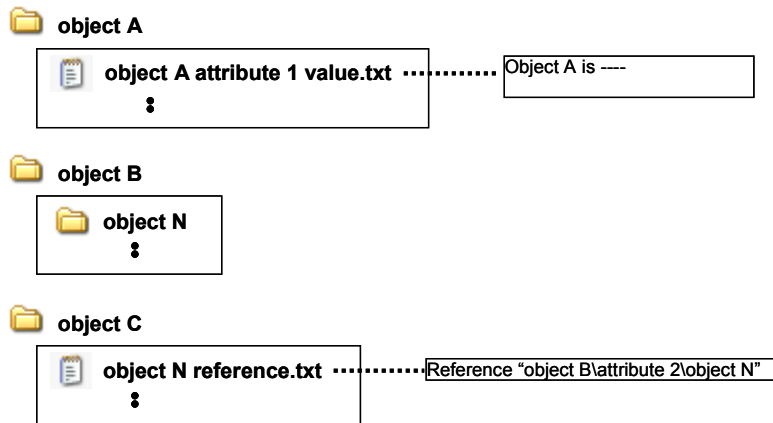 object A
object A attribute 1 value.txt
Object A is ----
object B
object N
object C
object N reference.txt
Reference “object B\attribute 2\object N”